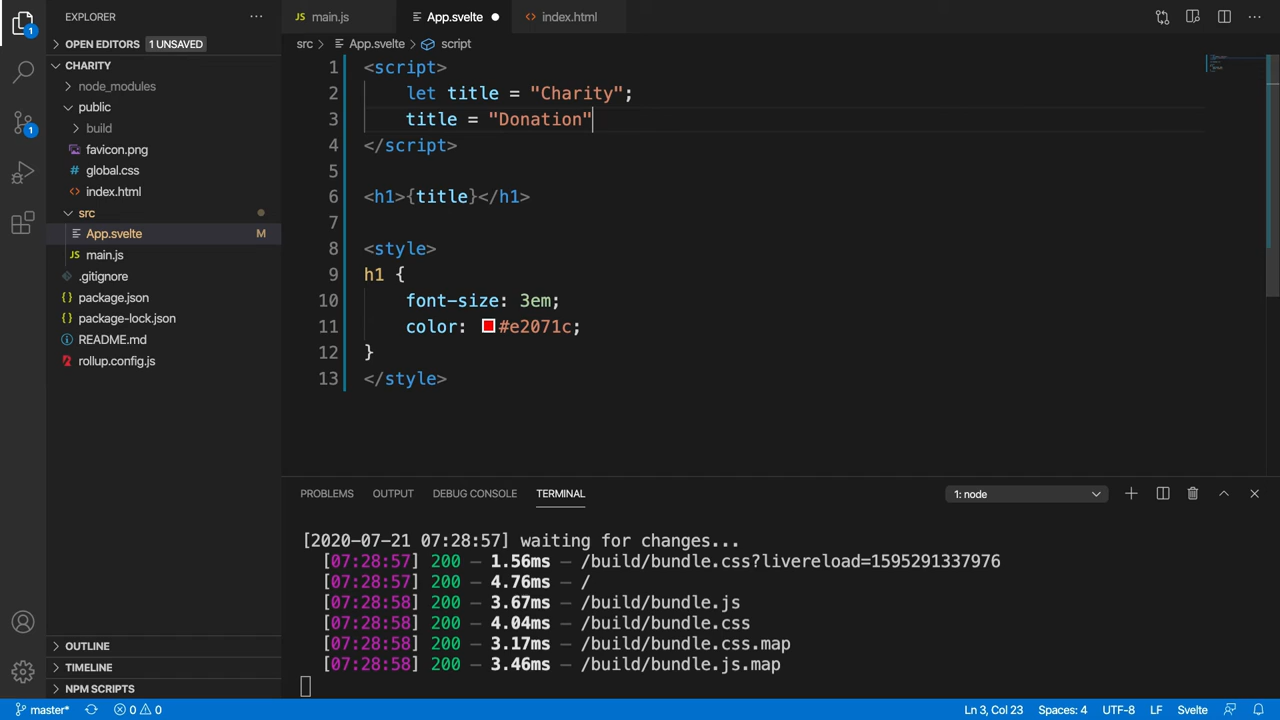 EXPLORER
main.js
App.svelte
index.html
OPEN EDITORS 1 UNSAVED
src > App.svelte > script
CHARITY
node_modules
public
build
favicon.png
global.css
index.html
src
App.svelte M
JS main.js
.gitignore
package.json
package-lock.json
README.md
rollup.config.js
OUTLINE
TIMELINE
NPM SCRIPTS
1 <script>
2 let title = "Charity";
3 title = "Donation"
4 </script>
5
6 <h1>{title}</h1>
7
8 <style>
9 h1 {
10 font-size: 3em;
11 color: #e2071c;
12 }
13 </style>
PROBLEMS OUTPUT DEBUG CONSOLE TERMINAL 1: node
[2020-07-21 07:28:57] waiting for changes...
[07:28:57] 200 — 1.56ms — /build/bundle.css?livereload=1595291337976
[07:28:57] 200 — 4.76ms — /
[07:28:58] 200 — 3.67ms — /build/bundle.js
[07:28:58] 200 — 4.04ms — /build/bundle.css
[07:28:58] 200 — 3.17ms — /build/bundle.css.map
[07:28:58] 200 — 3.46ms — /build/bundle.js.map
master* 0 0 Ln 3, Col 23 Spaces: 4 UTF-8 LF Svelte